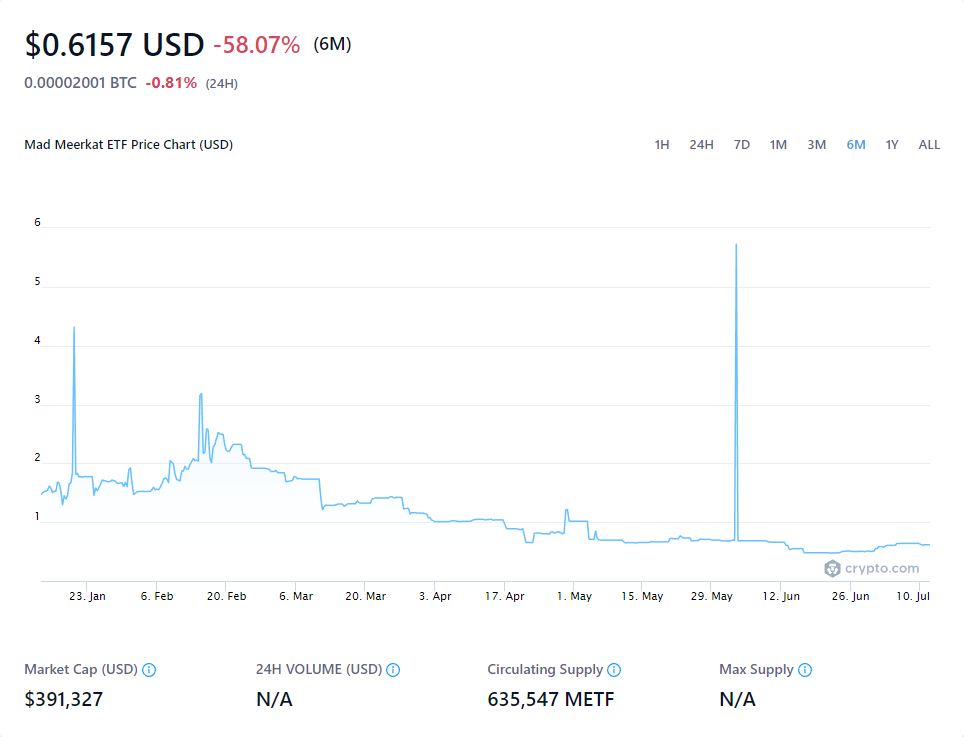 $0.6157 USD -58.07% (6M)
0.00002001 BTC -0.81% (24H)
Mad Meerkat ETF Price Chart (USD) 1H 24H 7D 1M 3M 6M 1Y ALL
6
5
4
3
2
1
crypto.com
23. Jan 6. Feb 20. Feb 6. Mar 20. Mar 3. Apr 17. Apr 1. May 15. May 29. May 12. Jun 26. Jun 10. Jul
Market Cap (USD) 24H VOLUME (USD) Circulating Supply Max Supply
$391,327 N/A 635,547 METF N/A